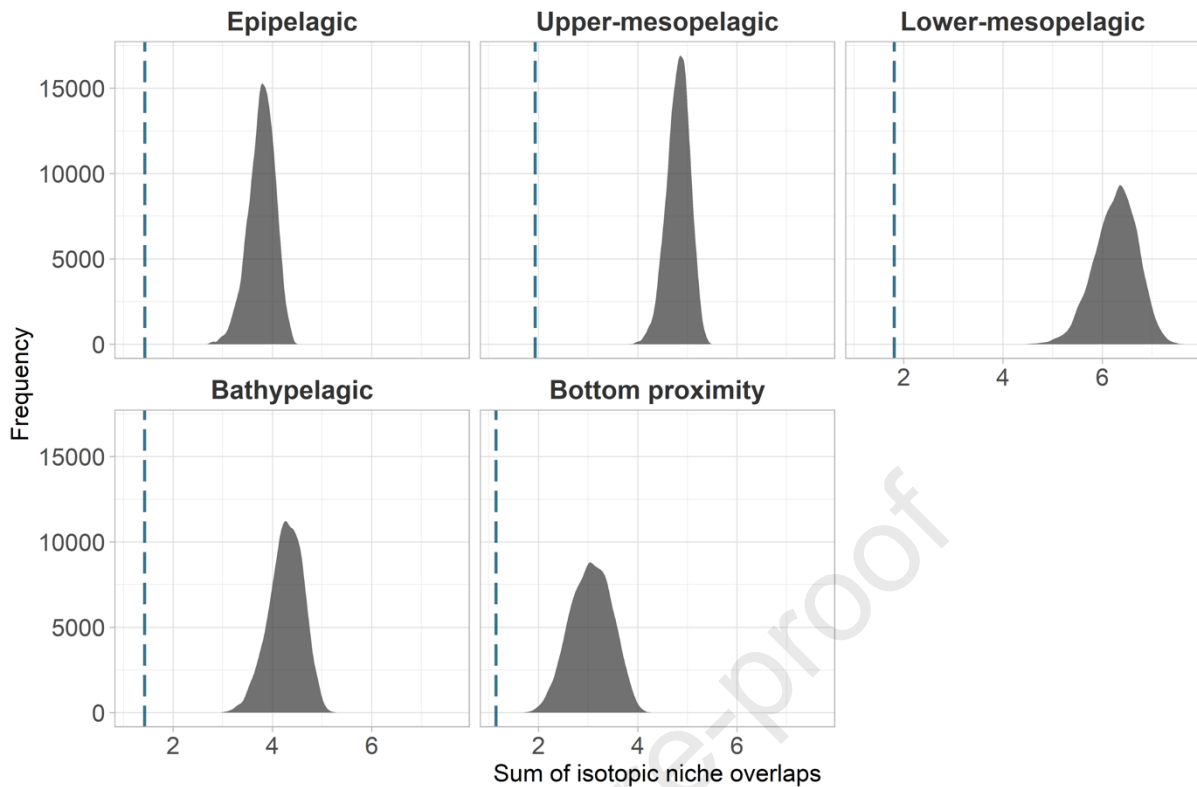 Epipelagic Upper-mesopelagic Lower-mesopelagic
15000
10000
5000
0
2 4 6
Bathypelagic Bottom proximity
Frequency
15000
10000
5000
0
2 4 6 2 4 6
Sum of isotopic niche overlaps
re-proof